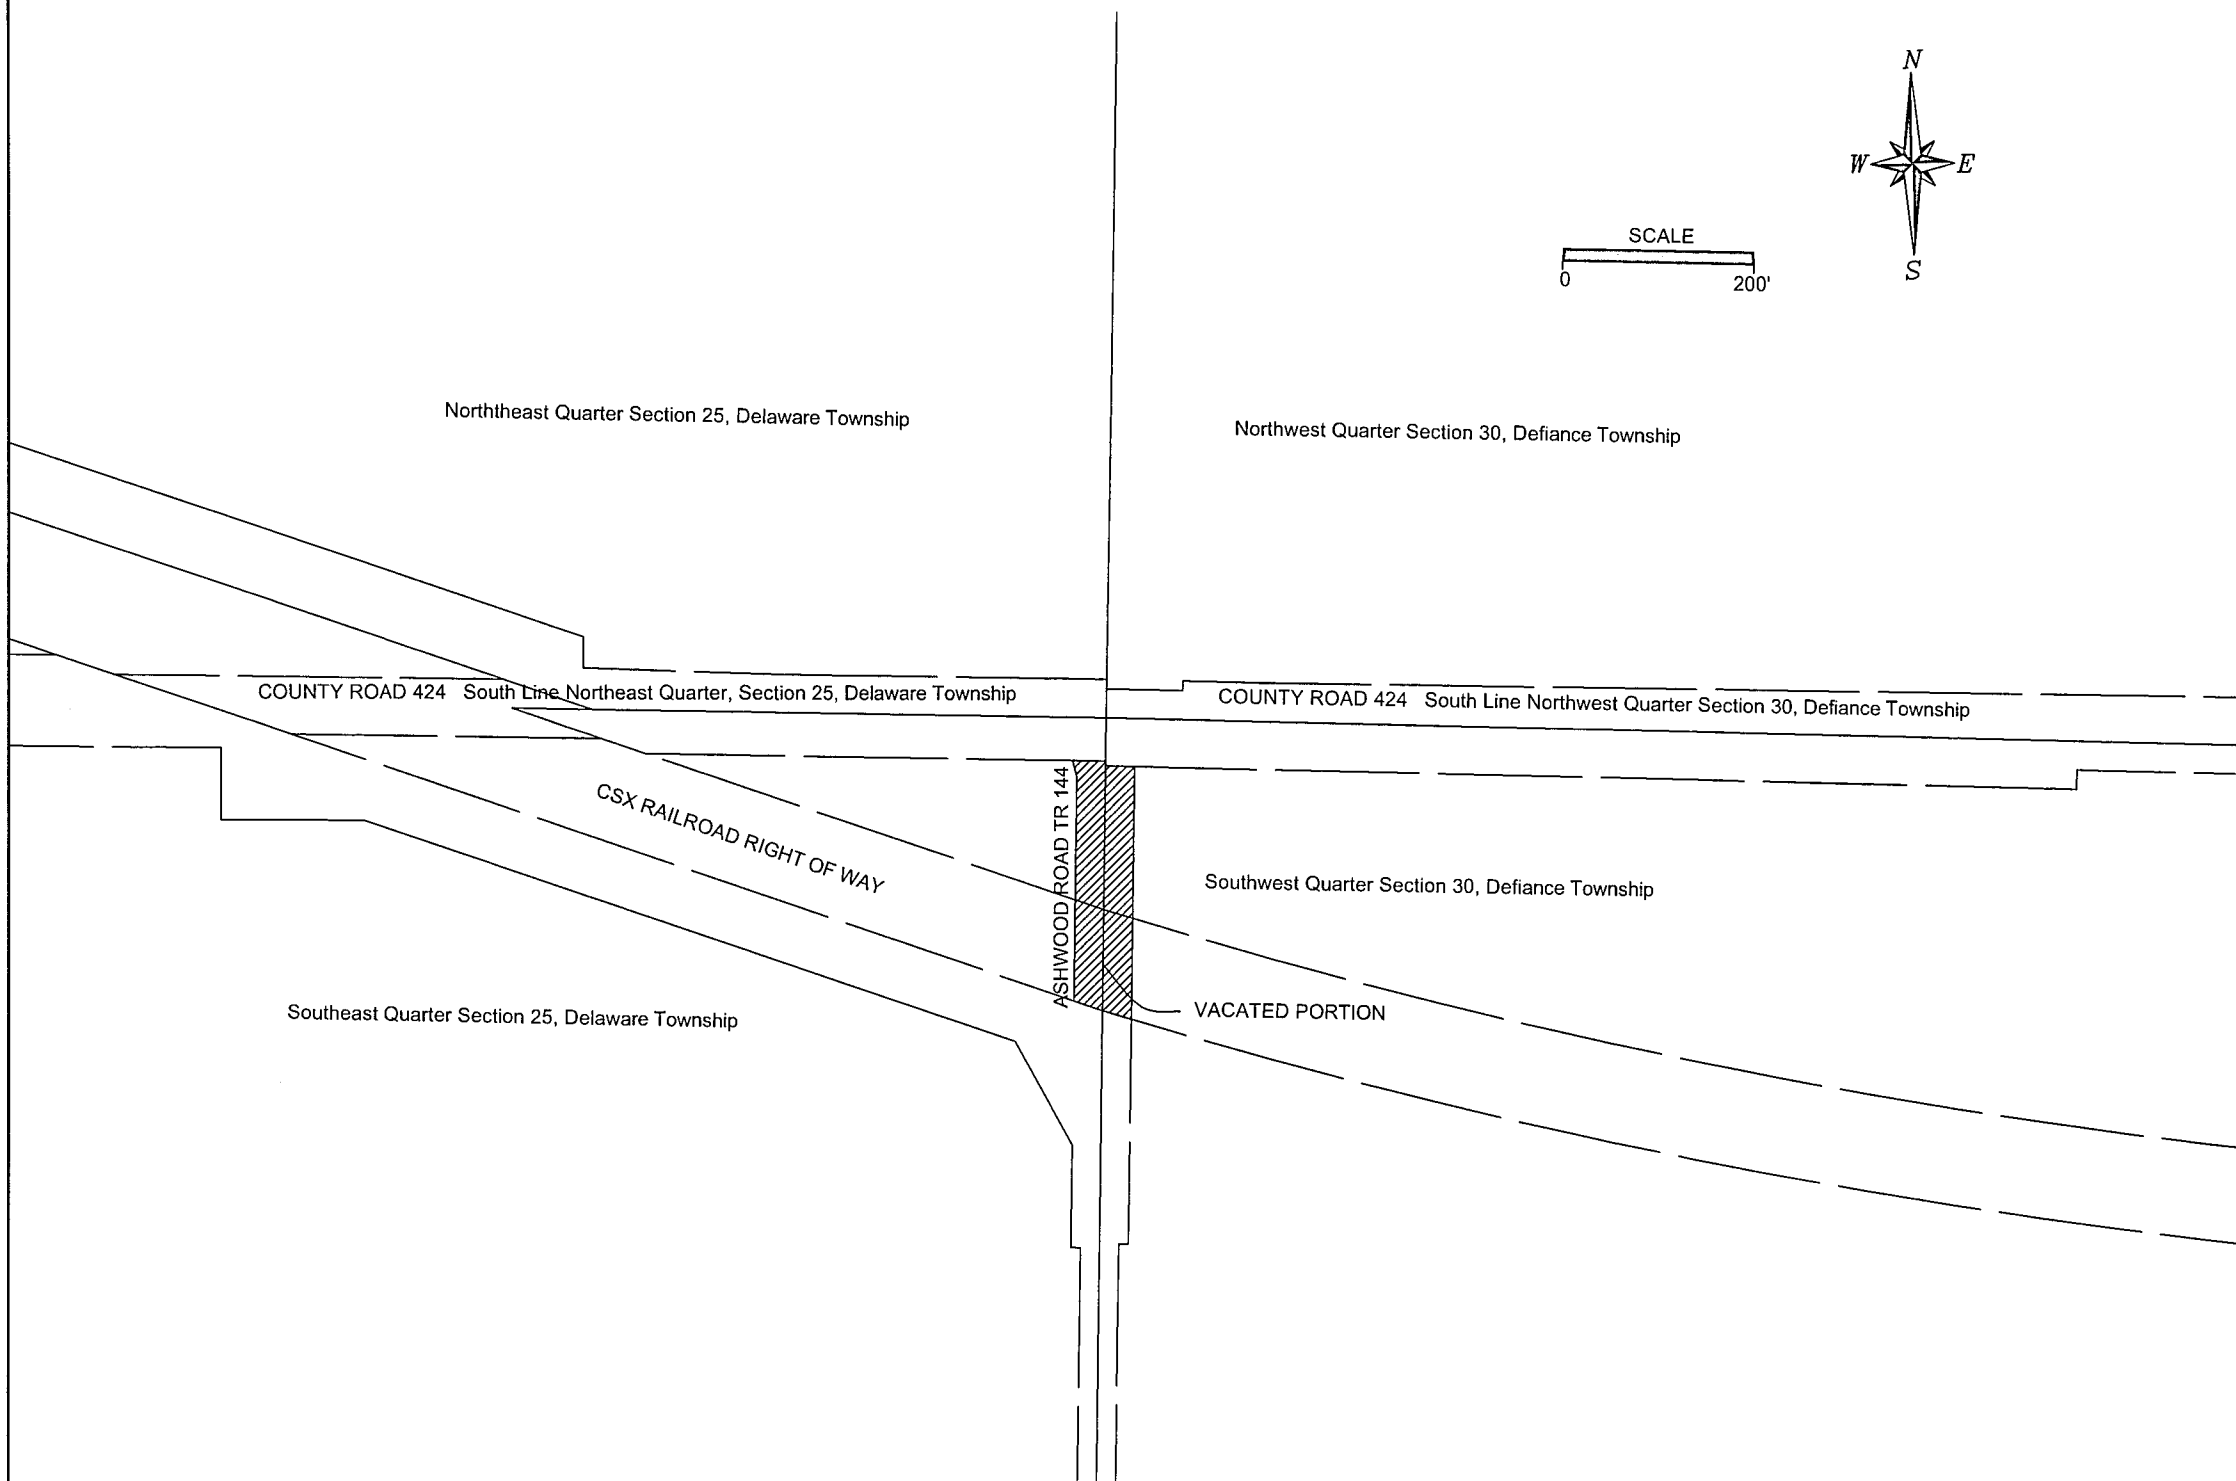 N
W
E
S
SCALE
0
200'
Norththeast Quarter Section 25, Delaware Township
Northwest Quarter Section 30, Defiance Township
COUNTY ROAD 424 South Line Northeast Quarter, Section 25, Delaware Township
COUNTY ROAD 424 South Line Northwest Quarter Section 30, Defiance Township
CSX RAILROAD RIGHT OF WAY
ASHWOOD ROAD TR 144
Southwest Quarter Section 30, Defiance Township
VACATED PORTION
Southeast Quarter Section 25, Delaware Township